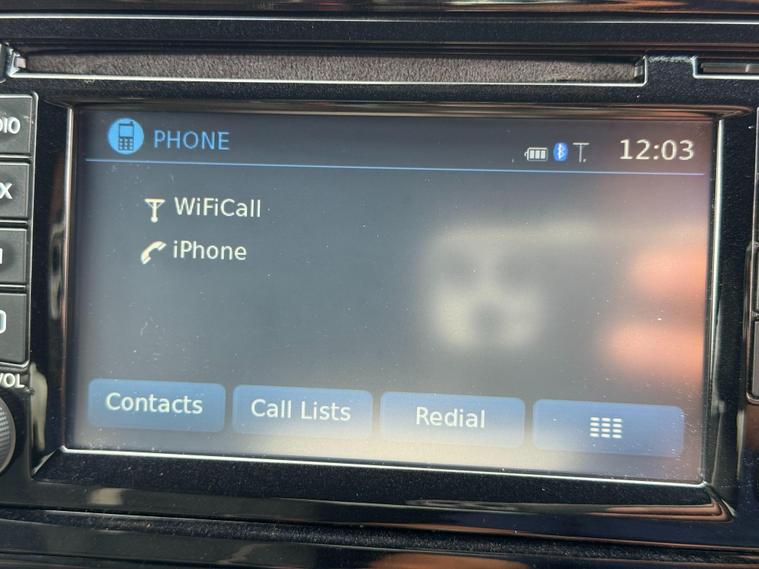 PHONE
12:03
WiFiCall
iPhone
Contacts
Call Lists
Redial
VOL